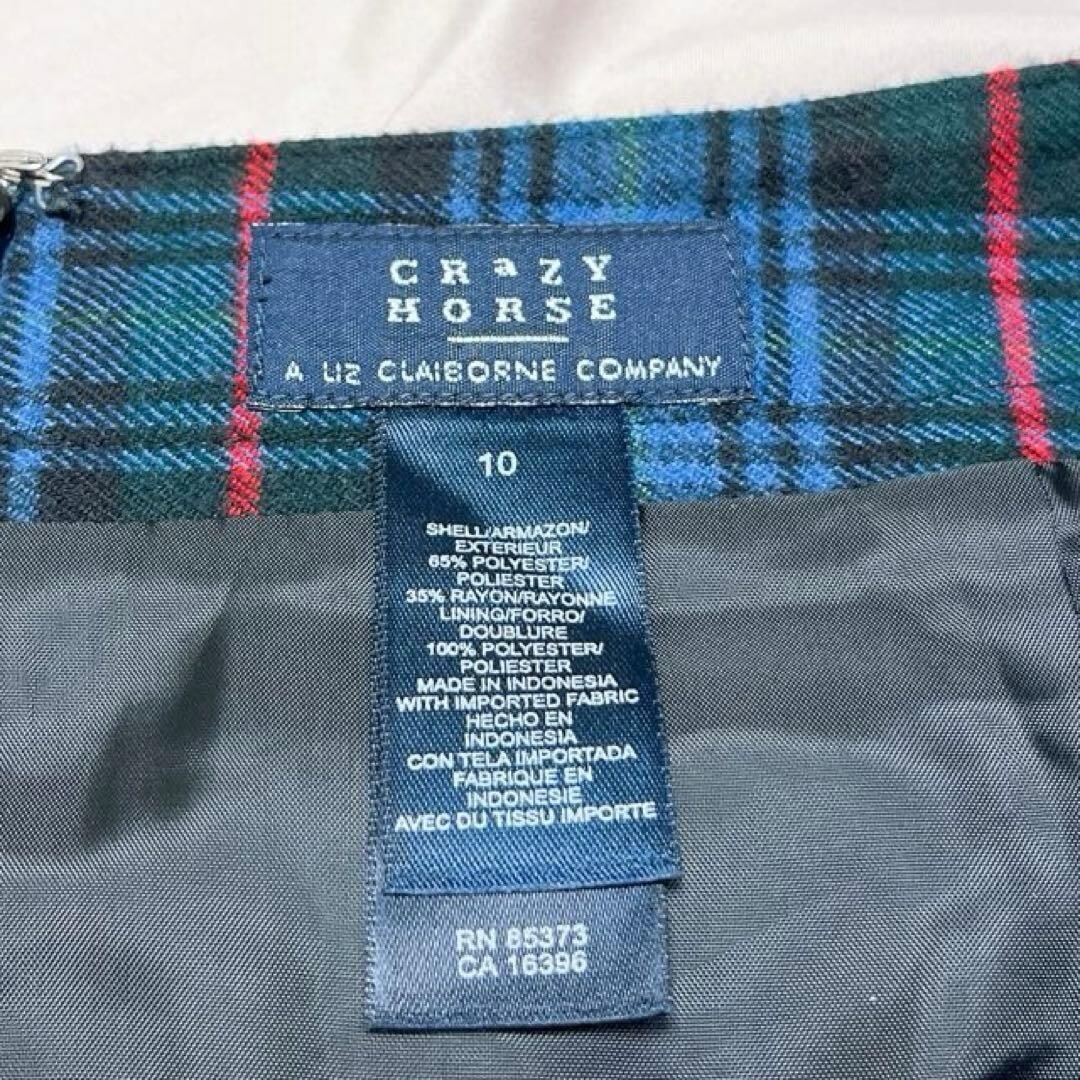 CRaZY
HORSE
A LIZ CLAIBORNE COMPANY
10
SHELL/ARMAZON/
EXTERIEUR
65% POLYESTER/
POLIESTER
35% RAYON/RAYONNE
LINING/FORRO/
DOUBLURE
100% POLYESTER/
POLIESTER
MADE IN INDONESIA
WITH IMPORTED FABRIC
HECHO EN
INDONESIA
CON TELA IMPORTADA
FABRIQUE EN
INDONESIE
AVEC DU TISSU IMPORTE
RN 85373
CA 16396